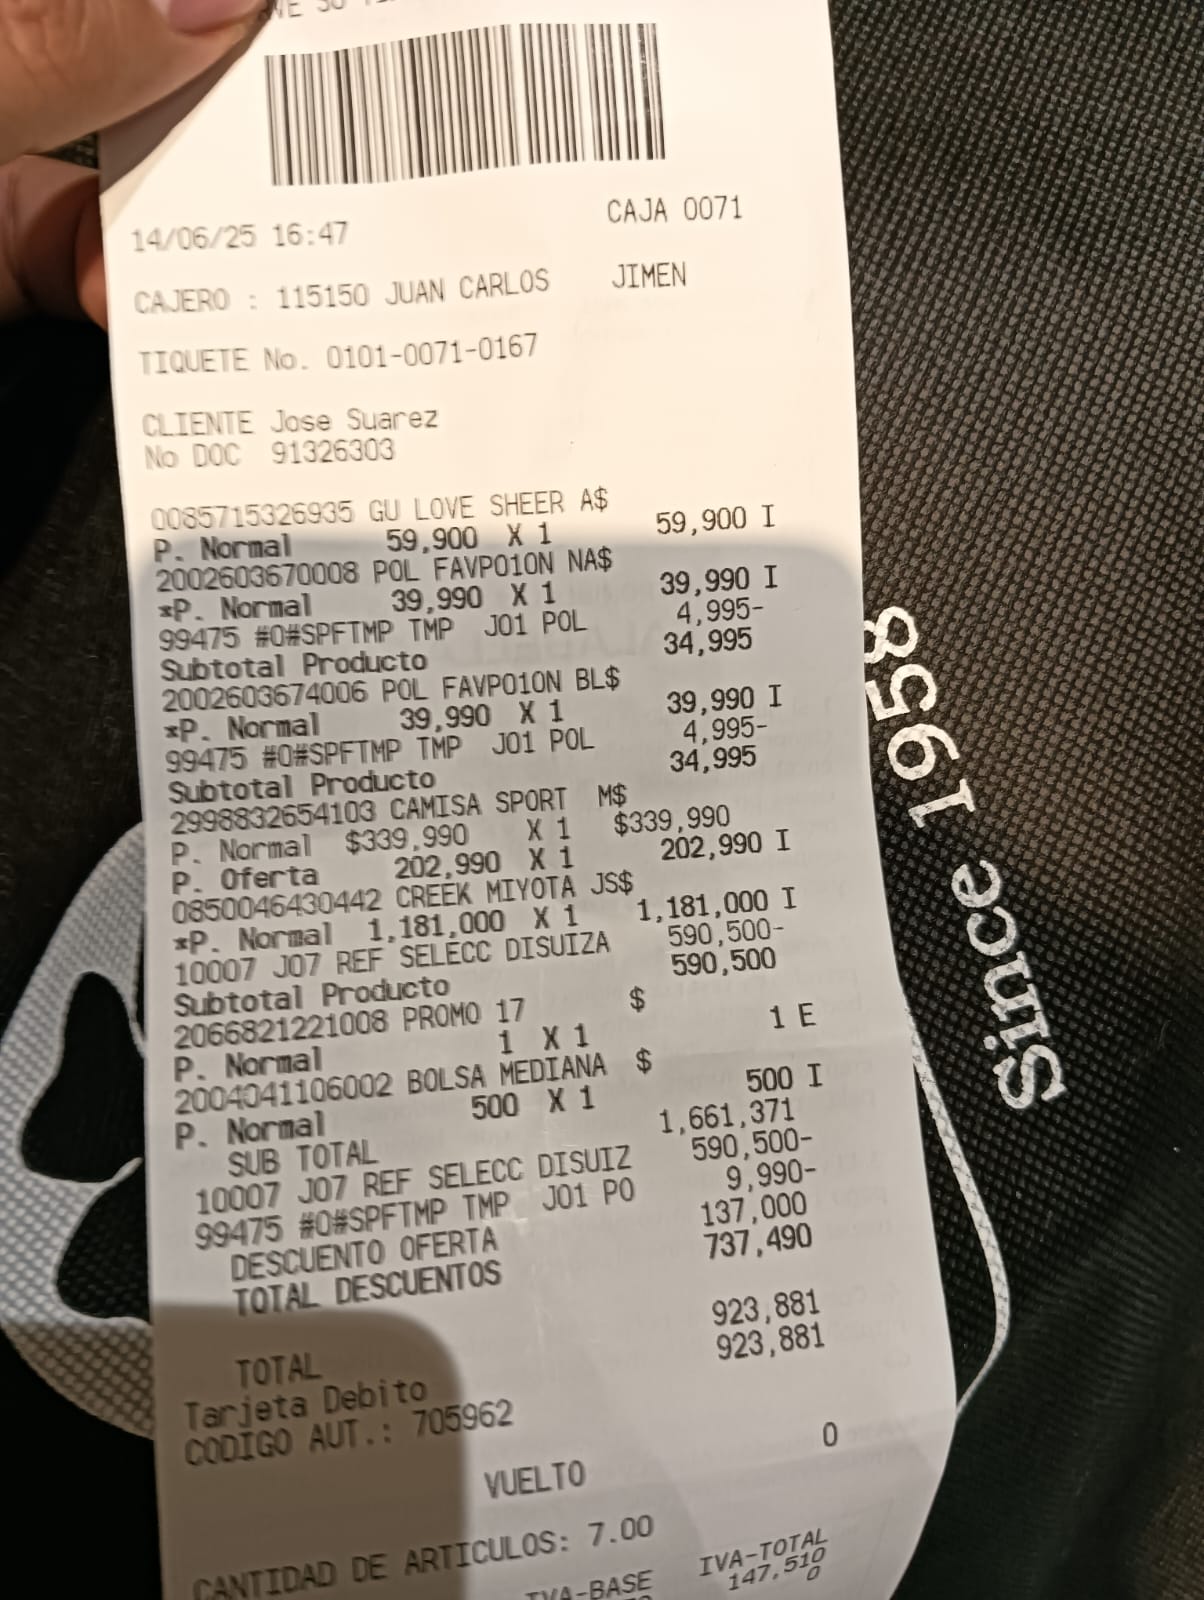 14/06/25 16:47 CAJA 0071
CAJERO : 115150 JUAN CARLOS JIMEN
TIQUETE No. 0101-0071-0167
CLIENTE Jose Suarez
No DOC 91326303
0085715326935 GU LOVE SHEER A$
P. Normal 59,900 X 1 59,900 I
2002603670008 POL FAVP010N NA$
*P. Normal 39,990 X 1 39,990 I
99475 #0#SPFTMP TMP J01 POL 4,995-
Subtotal Producto 34,995
2002603674006 POL FAVP010N BL$
*P. Normal 39,990 X 1 39,990 I
99475 #0#SPFTMP TMP J01 POL 4,995-
Subtotal Producto 34,995
2998832654103 CAMISA SPORT M$
P. Normal $339,990 X 1 $339,990
P. Oferta 202,990 X 1 202,990 I
0850046430442 CREEK MIYOTA JS$
*P. Normal 1,181,000 X 1 1,181,000 I
10007 J07 REF SELECC DISUIZA 590,500-
Subtotal Producto 590,500
2066821221008 PROMO 17 $
P. Normal 1 X 1 1 E
2004041106002 BOLSA MEDIANA $
P. Normal 500 X 1 500 I
SUB TOTAL 1,661,371
10007 J07 REF SELECC DISUIZ 590,500-
99475 #0#SPFTMP TMP J01 PO 9,990-
DESCUENTO OFERTA 137,000
TOTAL DESCUENTOS 737,490
TOTAL 923,881
Tarjeta Debito 923,881
CODIGO AUT.: 705962
VUELTO 0
CANTIDAD DE ARTICULOS: 7.00
IVA-BASE IVA-TOTAL
147,510
0
Since 1958